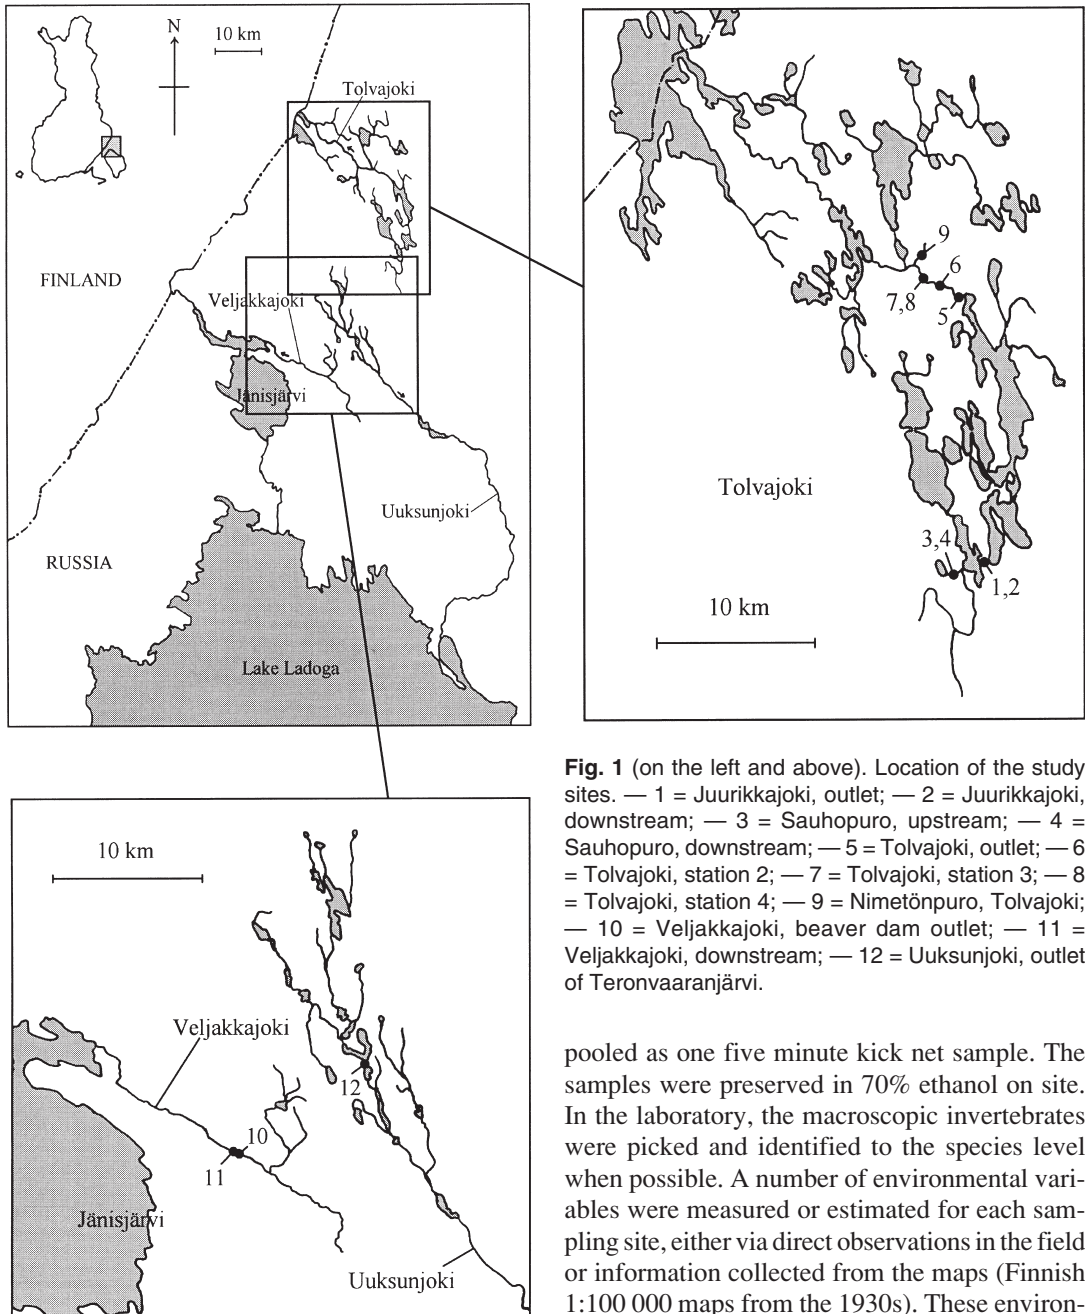 N
10 km
Tolvajoki
FINLAND
Veljakkajoki
Jänisjärvi
Uuksunjoki
RUSSIA
Lake Ladoga
9
6
7,8
5
Tolvajoki
3,4
1,2
10 km
10 km
Veljakkajoki
12
10
11
Jänisjärvi
Uuksunjoki
Fig. 1 (on the left and above). Location of the study
sites. — 1 = Juurikkajoki, outlet; — 2 = Juurikkajoki,
downstream; — 3 = Sauhopuro, upstream; — 4 =
Sauhopuro, downstream; — 5 = Tolvajoki, outlet; — 6
= Tolvajoki, station 2; — 7 = Tolvajoki, station 3; — 8
= Tolvajoki, station 4; — 9 = Nimetönpuro, Tolvajoki;
— 10 = Veljakkajoki, beaver dam outlet; — 11 =
Veljakkajoki, downstream; — 12 = Uuksunjoki, outlet
of Teronvaaranjärvi.
pooled as one five minute kick net sample. The
samples were preserved in 70% ethanol on site.
In the laboratory, the macroscopic invertebrates
were picked and identified to the species level
when possible. A number of environmental vari-
ables were measured or estimated for each sam-
pling site, either via direct observations in the field
or information collected from the maps (Finnish
1:100 000 maps from the 1930s). These environ-